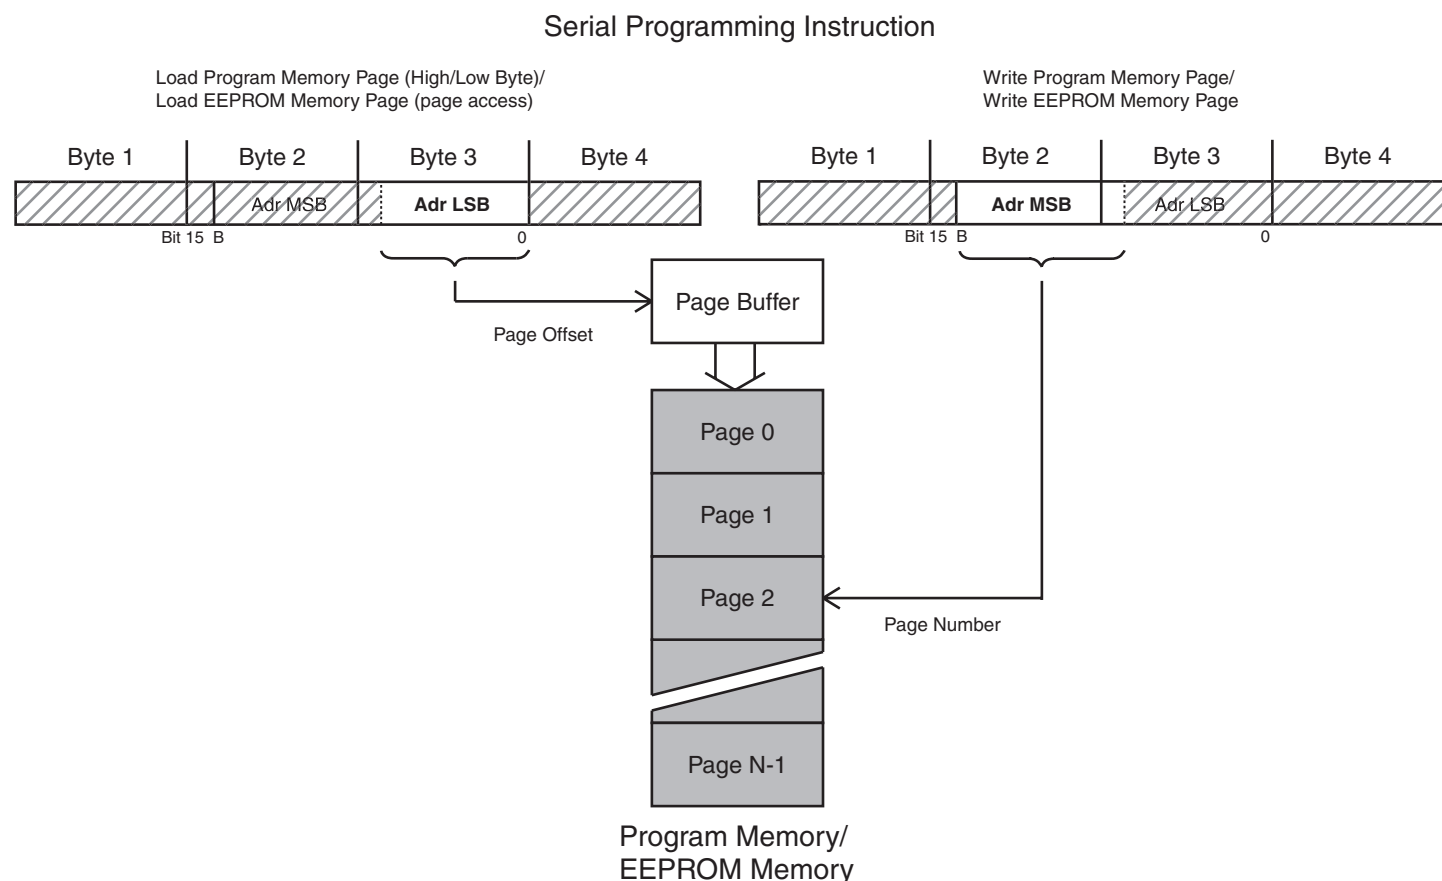 Serial Programming Instruction
Load Program Memory Page (High/Low Byte)/
Load EEPROM Memory Page (page access)
Write Program Memory Page/
Write EEPROM Memory Page
Byte 1 Byte 2 Byte 3 Byte 4
Byte 1 Byte 2 Byte 3 Byte 4
Adr MSB Adr LSB
Adr MSB Adr LSB
Bit 15 B 0
Bit 15 B 0
Page Buffer
Page Offset
Page 0
Page 1
Page 2
Page Number
Page N-1
Program Memory/
EEPROM Memory